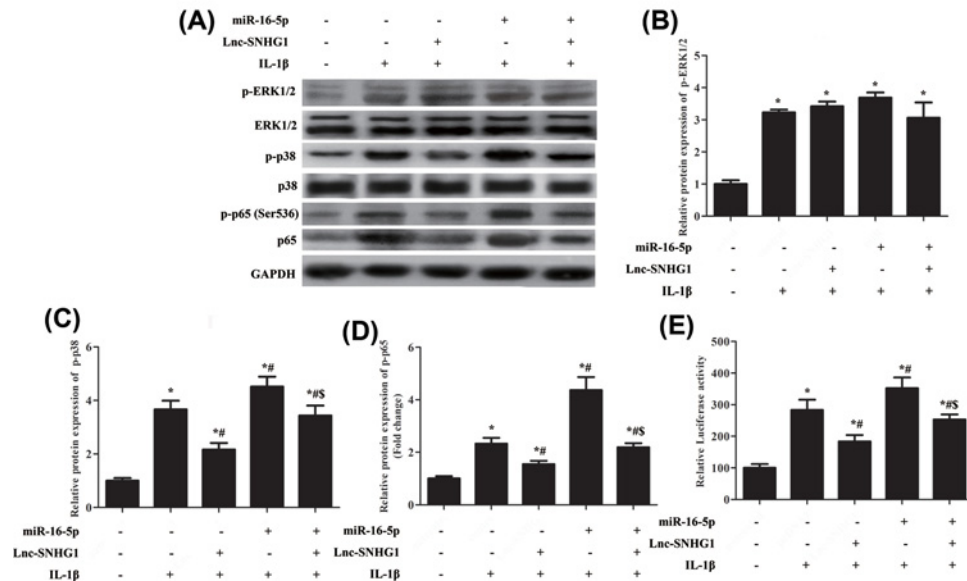 (A)
miR-16-5p - - - + +
Lnc-SNHG1 - - + - +
IL-1β - + + + +
p-ERK1/2
ERK1/2
p-p38
p38
p-p65 (Ser536)
p65
GAPDH
(B)
Relative protein expression of p-ERK1/2
5
4
3
2
1
0
* * * *
miR-16-5p - - - + +
Lnc-SNHG1 - - + - +
IL-1β - + + + +
(C)
Relative protein expression of p-p38
6
4
2
0
* *# *# *#$
miR-16-5p - - - + +
Lnc-SNHG1 - - + - +
IL-1β - + + + +
(D)
Relative protein expression of p-p65
(Fold change)
6
4
2
0
* *# *# *#$
miR-16-5p - - - + +
Lnc-SNHG1 - - + - +
IL-1β - + + + +
(E)
Relative Luciferase activity
500
400
300
200
100
0
* *# *# *#$
miR-16-5p - - - + +
Lnc-SNHG1 - - + - +
IL-1β - + + + +